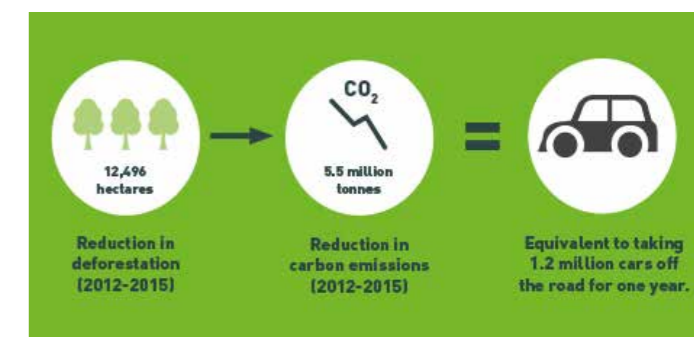 12,496
hectares
Reduction in
deforestation
(2012-2015)
CO2
5.5 million
tonnes
Reduction in
carbon emissions
(2012-2015)
=
Equivalent to taking
1.2 million cars off
the road for one year.